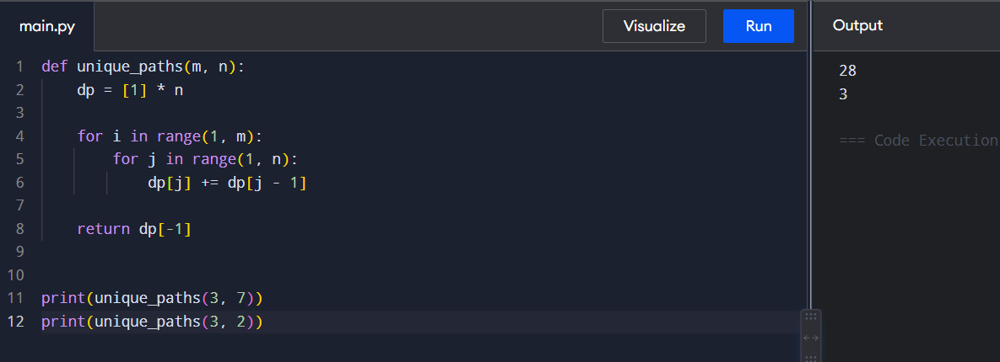 main.py
Visualize
Run
Output
1 def unique_paths(m, n):
2     dp = [1] * n
3
4     for i in range(1, m):
5         for j in range(1, n):
6             dp[j] += dp[j - 1]
7
8     return dp[-1]
9
10
11 print(unique_paths(3, 7))
12 print(unique_paths(3, 2))
28
3
=== Code Execution